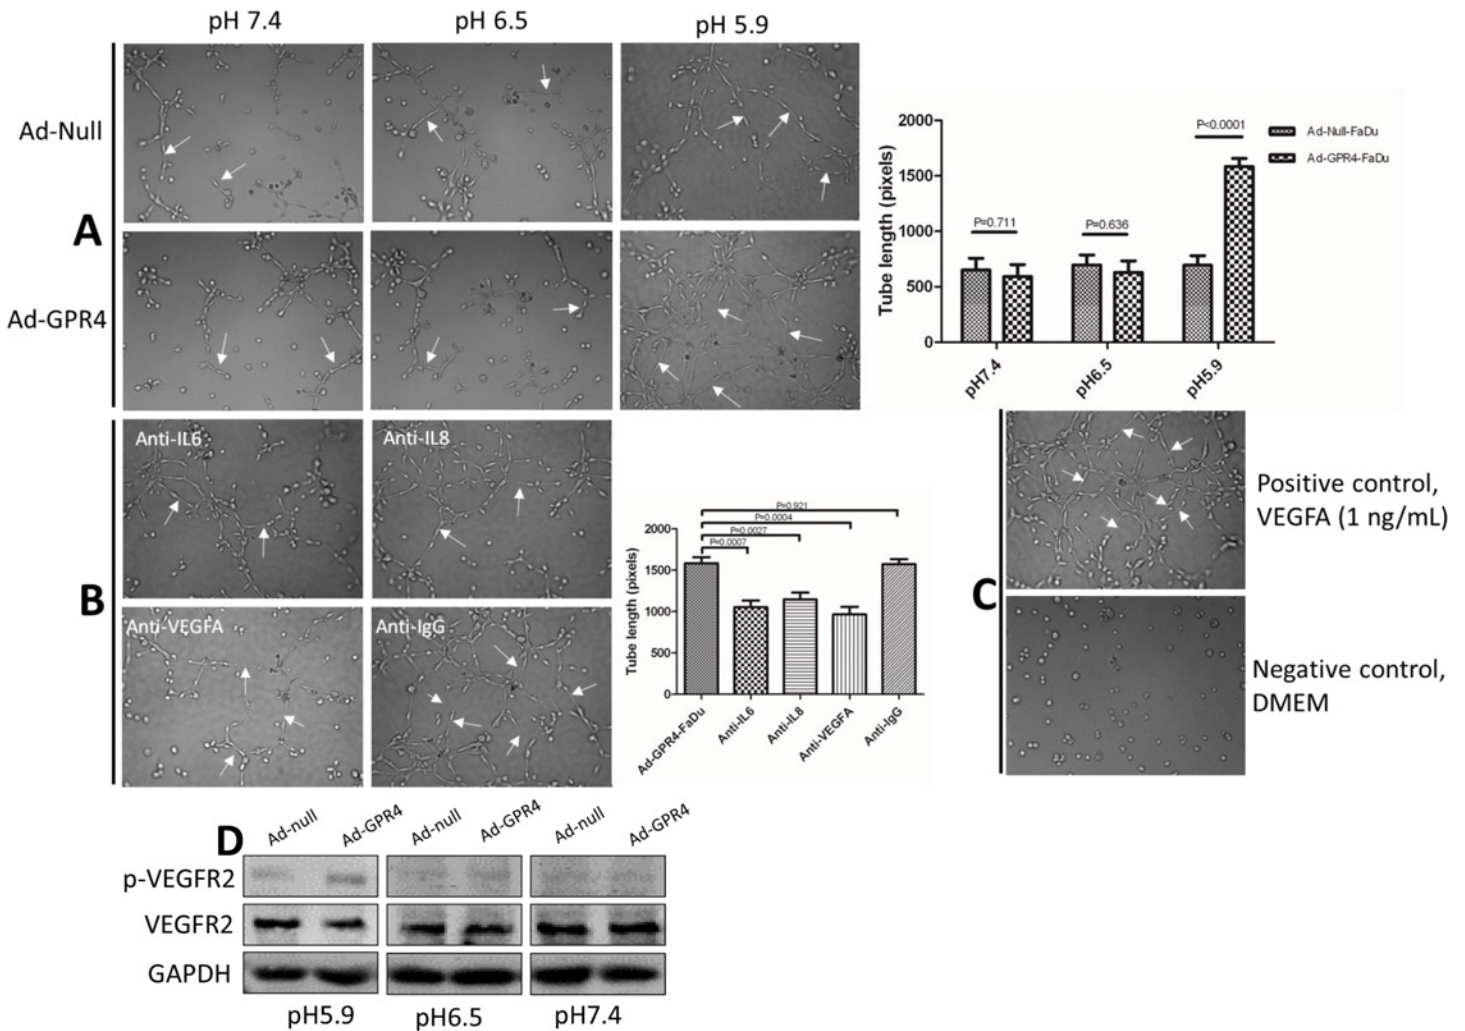 pH 7.4
pH 6.5
pH 5.9
Ad-Null
A
Ad-GPR4
Tube length (pixels)
2000
1500
1000
500
0
P=0.711
P=0.636
P<0.0001
Ad-Null-FaDu
Ad-GPR4-FaDu
pH7.4
pH6.5
pH5.9
B
Anti-IL6
Anti-IL8
Anti-VEGFA
Anti-IgG
Tube length (pixels)
2000
1500
1000
500
0
P=0.921
P=0.0004
P=0.0027
P=0.0007
Ad-GPR4-FaDu
Anti-IL6
Anti-IL8
Anti-VEGFA
Anti-IgG
C
Positive control,
VEGFA (1 ng/mL)
Negative control,
DMEM
D
Ad-null
Ad-GPR4
Ad-null
Ad-GPR4
Ad-null
Ad-GPR4
p-VEGFR2
VEGFR2
GAPDH
pH5.9
pH6.5
pH7.4